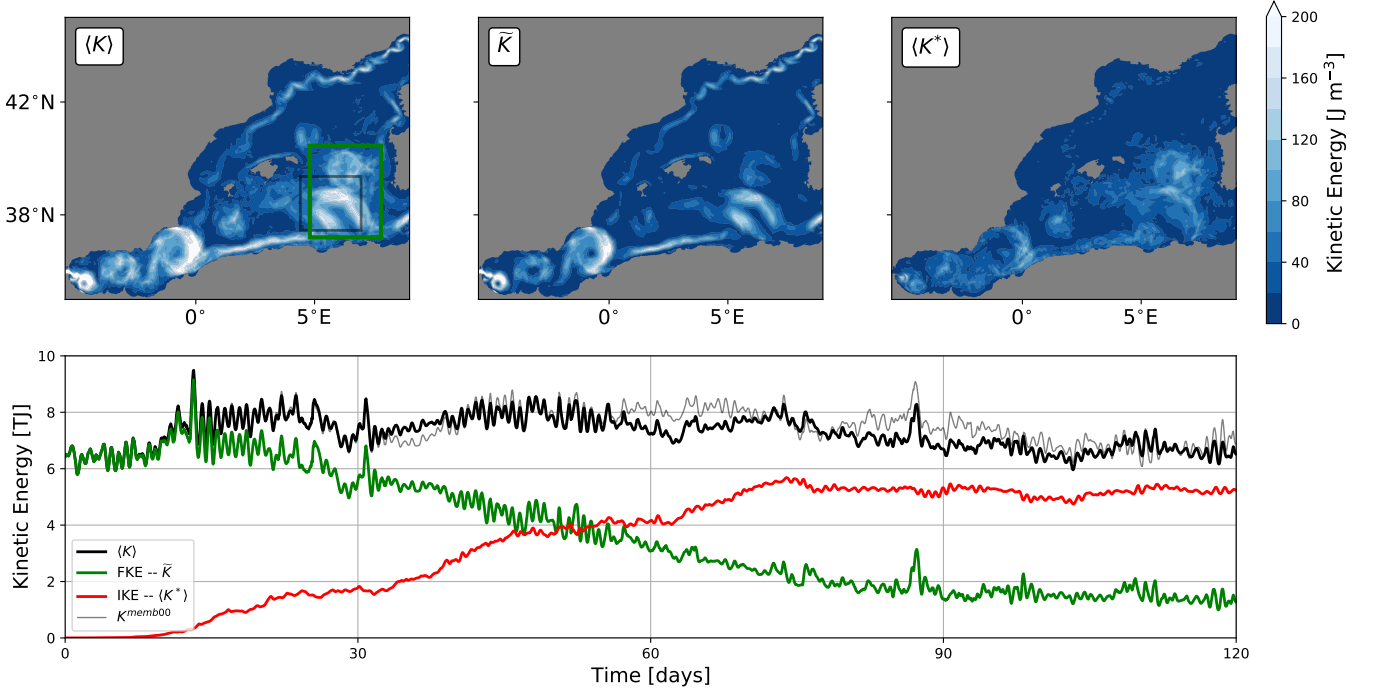 ⟨K⟩
K̃
⟨K*⟩
42°N
38°N
0°
5°E
0°
5°E
0°
5°E
200
160
120
80
40
0
Kinetic Energy [J m⁻³]
10
8
6
4
2
0
Kinetic Energy [TJ]
⟨K⟩
FKE -- K̃
IKE -- ⟨K*⟩
K^memb00
0
30
60
90
120
Time [days]